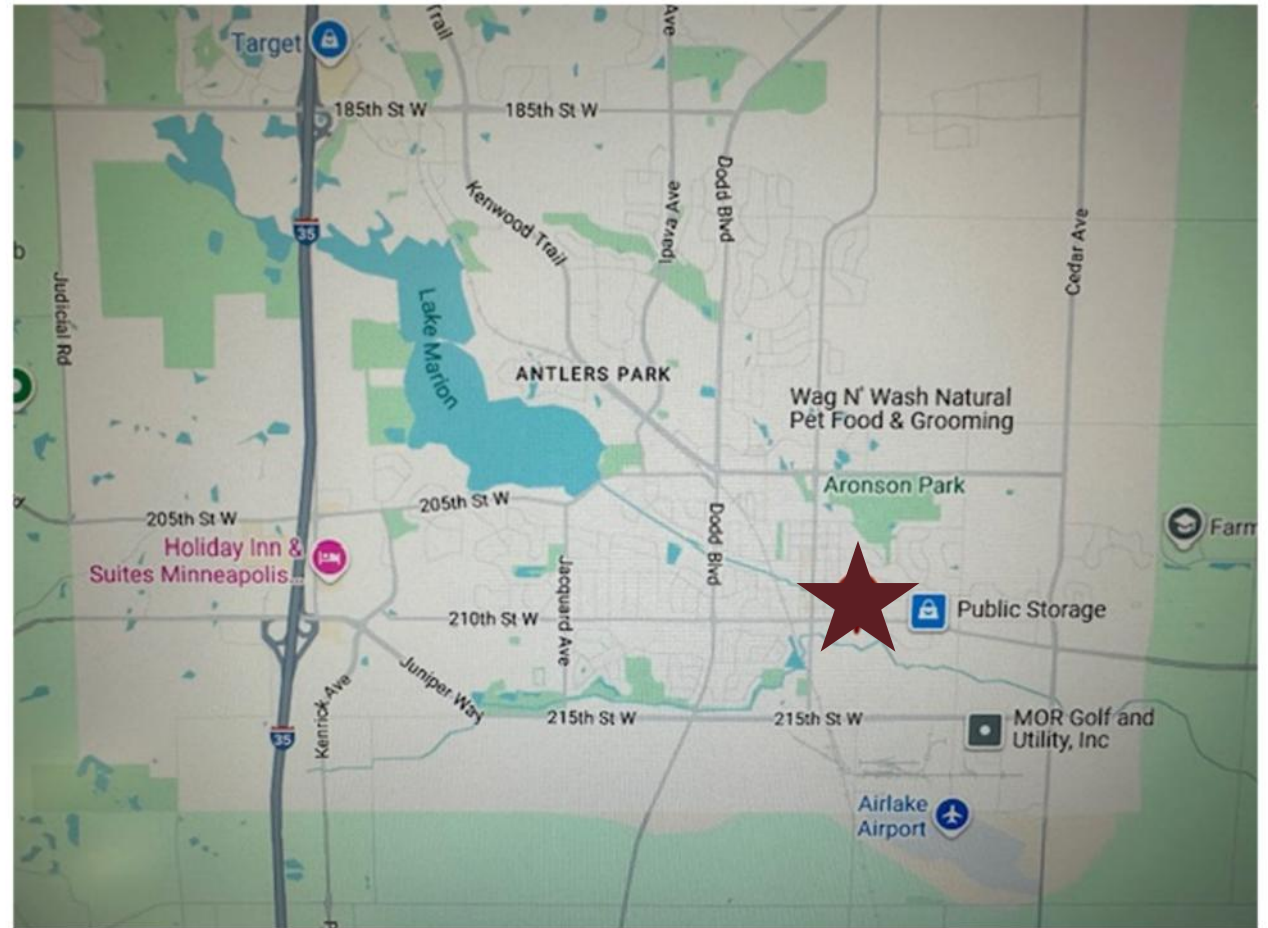 Trail
Ave
Target
185th St W
185th St W
Dodd Blvd
Kenwood Trail
Ipava Ave
Cedar Ave
35
b
Judicial Rd
Lake Marion
ANTLERS PARK
Wag N' Wash Natural
Pet Food & Grooming
Aronson Park
205th St W
205th St W
Dodd Blvd
Farm
Holiday Inn &
Suites Minneapolis...
Jacquard Ave
210th St W
Public Storage
Juniper Way
Kenrick Ave
215th St W
215th St W
MOR Golf and
Utility, Inc
35
Airlake
Airport